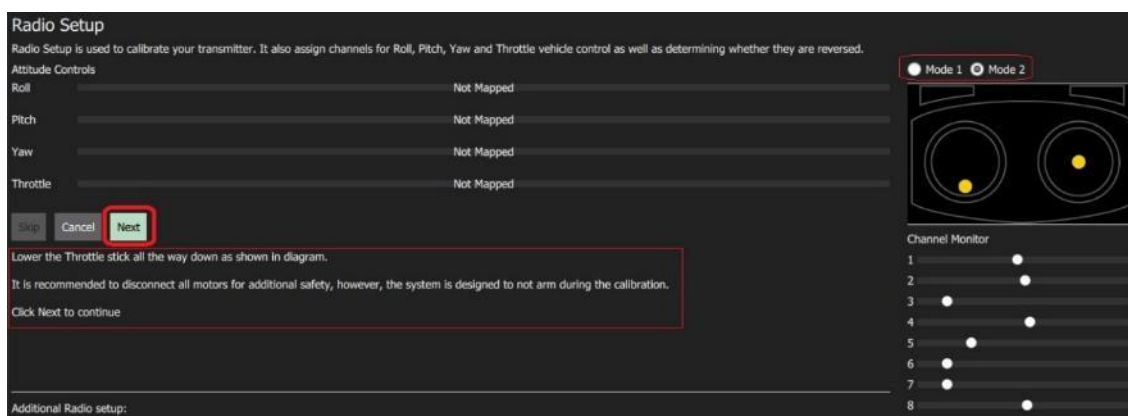 Radio Setup
Radio Setup is used to calibrate your transmitter. It also assign channels for Roll, Pitch, Yaw and Throttle vehicle control as well as determining whether they are reversed.
Attitude Controls
Roll Not Mapped
Pitch Not Mapped
Yaw Not Mapped
Throttle Not Mapped
Skip Cancel Next
Lower the Throttle stick all the way down as shown in diagram.
It is recommended to disconnect all motors for additional safety, however, the system is designed to not arm during the calibration.
Click Next to continue
Additional Radio setup:
Mode 1 Mode 2
Channel Monitor
1
2
3
4
5
6
7
8